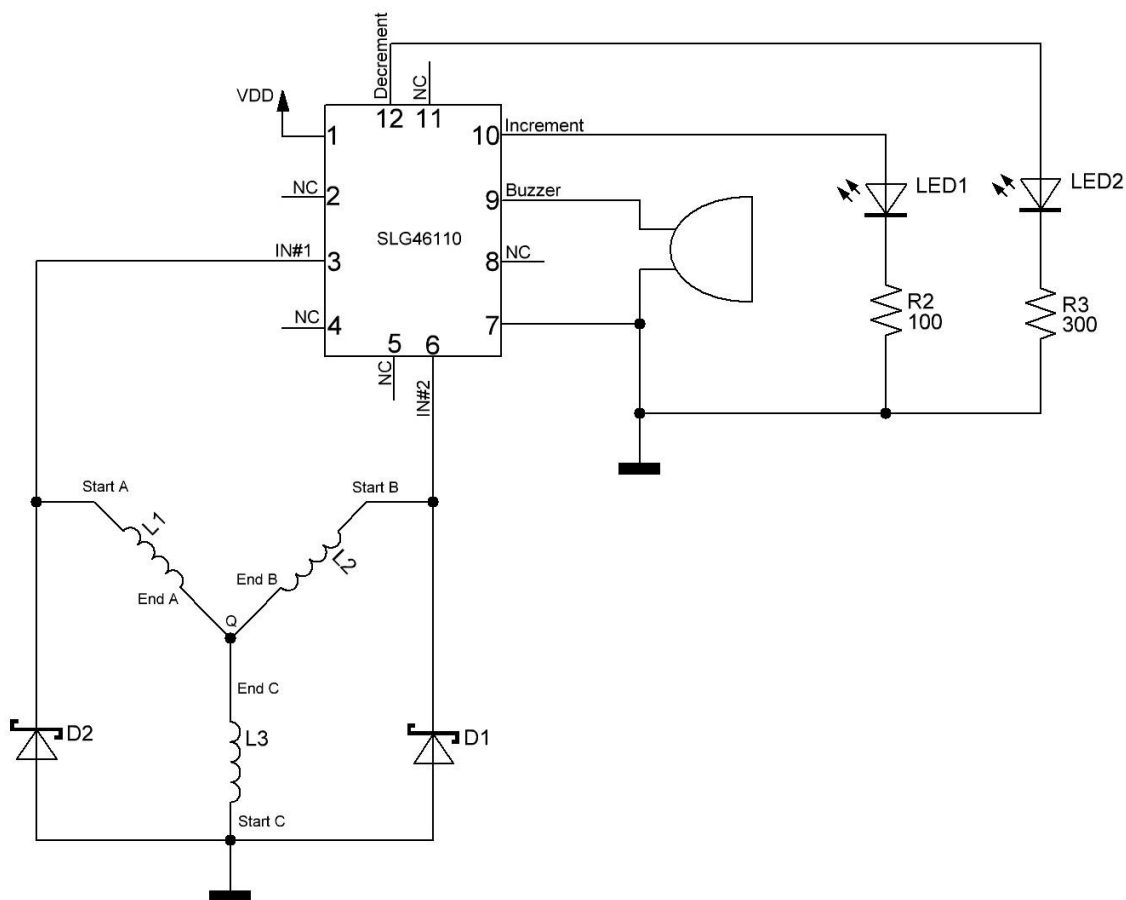 Decrement
NC
VDD
12
11
1
10
Increment
NC
2
9
Buzzer
LED1
LED2
SLG46110
IN#1
3
8
NC
R2
100
R3
300
NC
4
7
5
6
NC
IN#2
Start A
Start B
L1
L2
End B
End A
Q
End C
D2
L3
D1
Start C